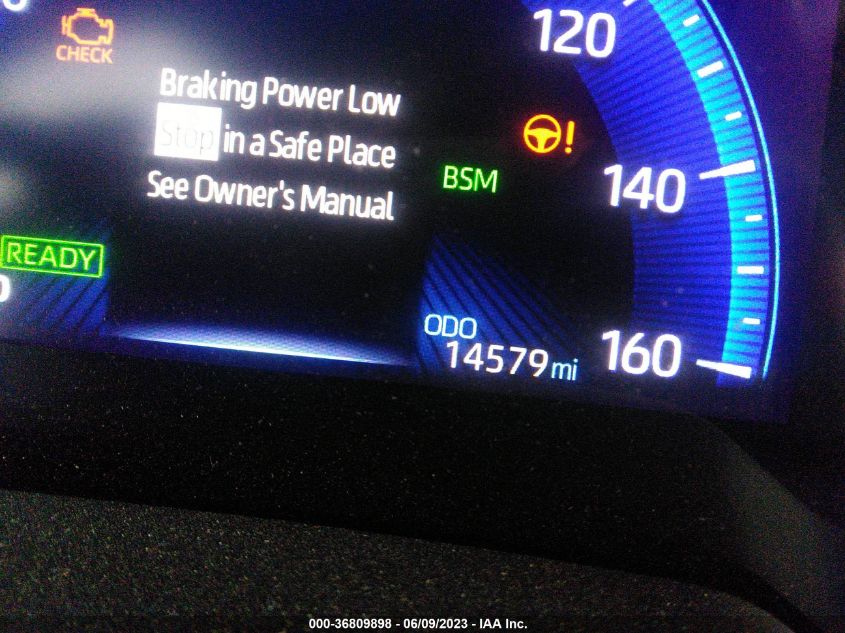 120
CHECK
Braking Power Low
Stop in a Safe Place
!
See Owner's Manual
BSM
140
READY
ODO
14579 mi
160
000-36809898 - 06/09/2023 - IAA Inc.